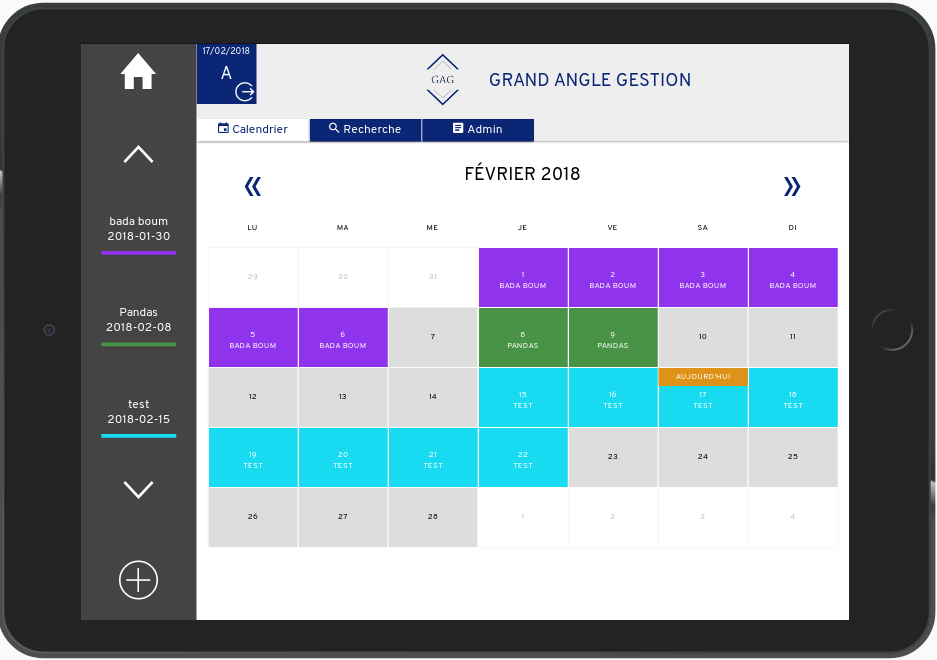 17/02/2018
A
GAG
GRAND ANGLE GESTION
Calendrier
Recherche
Admin
bada boum
2018-01-30
Pandas
2018-02-08
test
2018-02-15
«
FÉVRIER 2018
»
LU MA ME JE VE SA DI
29 30 31 1 2 3 4
BADA BOUM BADA BOUM BADA BOUM BADA BOUM
5 6 7 8 9 10 11
BADA BOUM BADA BOUM PANDAS PANDAS
AUJOURD'HUI
12 13 14 15 16 17 18
TEST TEST TEST TEST
19 20 21 22 23 24 25
TEST TEST TEST TEST
26 27 28 1 2 3 4